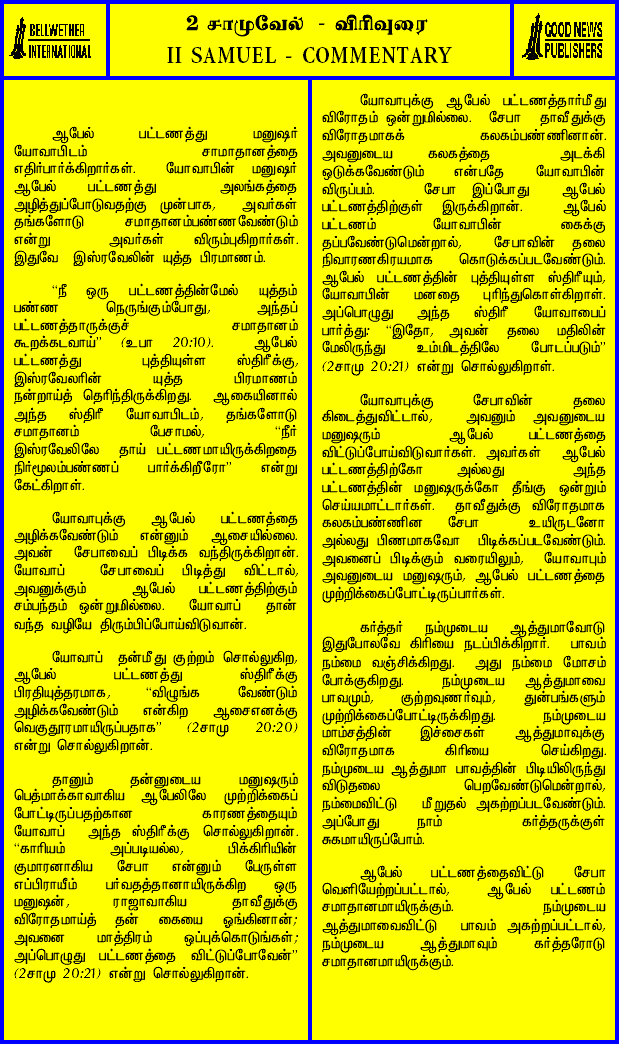 BELLWETHER
INTERNATIONAL
2 சாமுவேல் - விரிவுரை
II SAMUEL - COMMENTARY
GOOD NEWS
PUBLISHERS
ஆபேல் பட்டணத்து மனுஷர்
யோவாபிடம் சாமாதானத்தை
எதிர்பார்க்கிறார்கள். யோவாபின் மனுஷர்
ஆபேல் பட்டணத்து அலங்கத்தை
அழித்துப்போடுவதற்கு முன்பாக, அவர்கள்
தங்களோடு சமாதானம்பண்ணவேண்டும்
என்று அவர்கள் விரும்புகிறார்கள்.
இதுவே இஸ்ரவேலின் யுத்த பிரமாணம்.
“நீ ஒரு பட்டணத்தின்மேல் யுத்தம்
பண்ண நெருங்கும்போது, அந்தப்
பட்டணத்தாருக்குச் சமாதானம்
கூறக்கடவாய்” (உபா 20:10). ஆபேல்
பட்டணத்து புத்தியுள்ள ஸ்திரீக்கு,
இஸ்ரவேலரின் யுத்த பிரமாணம்
நன்றாய்த் தெரிந்திருக்கிறது. ஆகையினால்
அந்த ஸ்திரீ யோவாபிடம், தங்களோடு
சமாதானம் பேசாமல், “நீர்
இஸ்ரவேலிலே தாய் பட்டணமாயிருக்கிறதை
நிர்மூலம்பண்ணப் பார்க்கிறீரோ” என்று
கேட்கிறாள்.
யோவாபுக்கு ஆபேல் பட்டணத்தை
அழிக்கவேண்டும் என்னும் ஆசையில்லை.
அவன் சேபாவைப் பிடிக்க வந்திருக்கிறான்.
யோவாப் சேபாவைப் பிடித்து விட்டால்,
அவனுக்கும் ஆபேல் பட்டணத்திற்கும்
சம்பந்தம் ஒன்றுமில்லை. யோவாப் தான்
வந்த வழியே திரும்பிப்போய்விடுவான்.
யோவாப் தன்மீது குற்றம் சொல்லுகிற,
ஆபேல் பட்டணத்து ஸ்திரீக்கு
பிரதியுத்தரமாக, “விழுங்க வேண்டும்
அழிக்கவேண்டும் என்கிற ஆசைஎனக்கு
வெகுதூரமாயிருப்பதாக” (2சாமு 20:20)
என்று சொல்லுகிறான்.
தானும் தன்னுடைய மனுஷரும்
பெத்மாக்காவாகிய ஆபேலிலே முற்றிக்கைப்
போட்டிருப்பதற்கான காரணத்தையும்
யோவாப் அந்த ஸ்திரீக்கு சொல்லுகிறான்.
“காரியம் அப்படியல்ல, பிக்கிரியின்
குமாரனாகிய சேபா என்னும் பேருள்ள
எப்பிராயீம் பர்வதத்தானாயிருக்கிற ஒரு
மனுஷன், ராஜாவாகிய தாவீதுக்கு
விரோதமாய்த் தன் கையை ஓங்கினான்;
அவனை மாத்திரம் ஒப்புக்கொடுங்கள்;
அப்பொழுது பட்டணத்தை விட்டுப்போவேன்”
(2சாமு 20:21) என்று சொல்லுகிறான்.
யோவாபுக்கு ஆபேல் பட்டணத்தார்மீது
விரோதம் ஒன்றுமில்லை. சேபா தாவீதுக்கு
விரோதமாகக் கலகம்பண்ணினான்.
அவனுடைய கலகத்தை அடக்கி
ஒடுக்கவேண்டும் என்பதே யோவாபின்
விருப்பம். சேபா இப்போது ஆபேல்
பட்டணத்திற்குள் இருக்கிறான். ஆபேல்
பட்டணம் யோவாபின் கைக்கு
தப்பவேண்டுமென்றால், சேபாவின் தலை
நிவாரணகிரயமாக கொடுக்கப்படவேண்டும்.
ஆபேல் பட்டணத்தின் புத்தியுள்ள ஸ்திரீயும்,
யோவாபின் மனதை புரிந்துகொள்கிறாள்.
அப்பொழுது அந்த ஸ்திரீ யோவாபைப்
பார்த்து: “இதோ, அவன் தலை மதிலின்
மேலிருந்து உம்மிடத்திலே போடப்படும்”
(2சாமு 20:21) என்று சொல்லுகிறாள்.
யோவாபுக்கு சேபாவின் தலை
கிடைத்துவிட்டால், அவனும் அவனுடைய
மனுஷரும் ஆபேல் பட்டணத்தை
விட்டுப்போய்விடுவார்கள். அவர்கள் ஆபேல்
பட்டணத்திற்கோ அல்லது அந்த
பட்டணத்தின் மனுஷருக்கோ தீங்கு ஒன்றும்
செய்யமாட்டார்கள். தாவீதுக்கு விரோதமாக
கலகம்பண்ணின சேபா உயிருடனோ
அல்லது பிணமாகவோ பிடிக்கப்படவேண்டும்.
அவனைப் பிடிக்கும் வரையிலும், யோவாபும்
அவனுடைய மனுஷரும், ஆபேல் பட்டணத்தை
முற்றிக்கைப்போட்டிருப்பார்கள்.
கர்த்தர் நம்முடைய ஆத்துமாவோடு
இதுபோலவே கிரியை நடப்பிக்கிறார். பாவம்
நம்மை வஞ்சிக்கிறது. அது நம்மை மோசம்
போக்குகிறது. நம்முடைய ஆத்துமாவை
பாவமும், குற்றவுணர்வும், துன்பங்களும்
முற்றிக்கைப்போட்டிருக்கிறது. நம்முடைய
மாம்சத்தின் இச்சைகள் ஆத்துமாவுக்கு
விரோதமாக கிரியை செய்கிறது.
நம்முடைய ஆத்துமா பாவத்தின் பிடியிலிருந்து
விடுதலை பெறவேண்டுமென்றால்,
நம்மைவிட்டு மீறுதல் அகற்றப்படவேண்டும்.
அப்போது நாம் கர்த்தருக்குள்
சுகமாயிருப்போம்.
ஆபேல் பட்டணத்தைவிட்டு சேபா
வெளியேற்றப்பட்டால், ஆபேல் பட்டணம்
சமாதானமாயிருக்கும். நம்முடைய
ஆத்துமாவைவிட்டு பாவம் அகற்றப்பட்டால்,
நம்முடைய ஆத்துமாவும் கர்த்தரோடு
சமாதானமாயிருக்கும்.